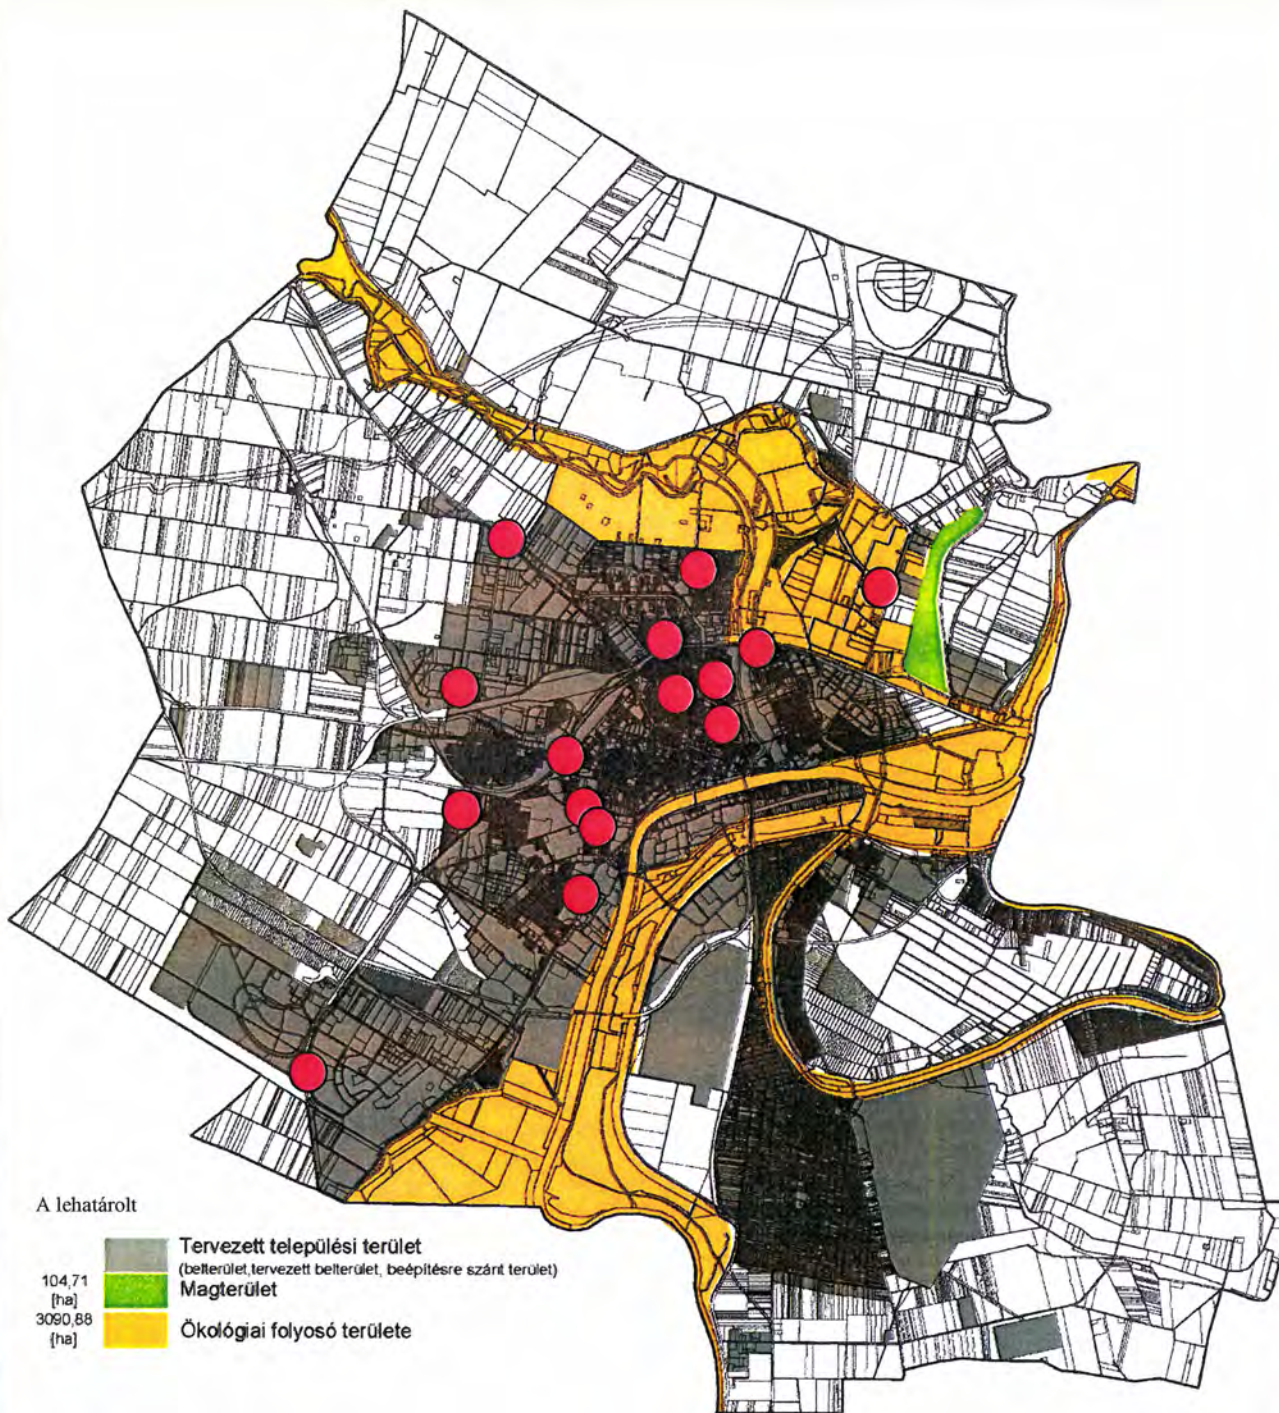 A lehatárolt
Tervezett települési terület
(belterület,tervezett belterület, beépítésre szánt terület)
104,71
[ha]
Magterület
3090,88
[ha]
Ökológiai folyosó területe